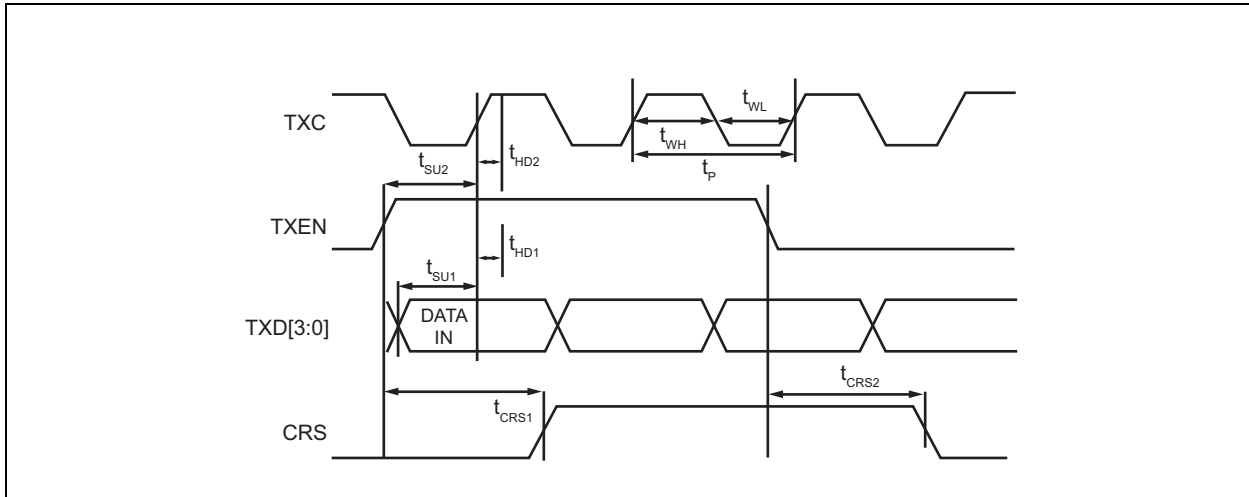 TXC
t_WL
t_WH
t_P
t_SU2
t_HD2
TXEN
t_HD1
t_SU1
TXD[3:0]
DATA
IN
t_CRS2
t_CRS1
CRS